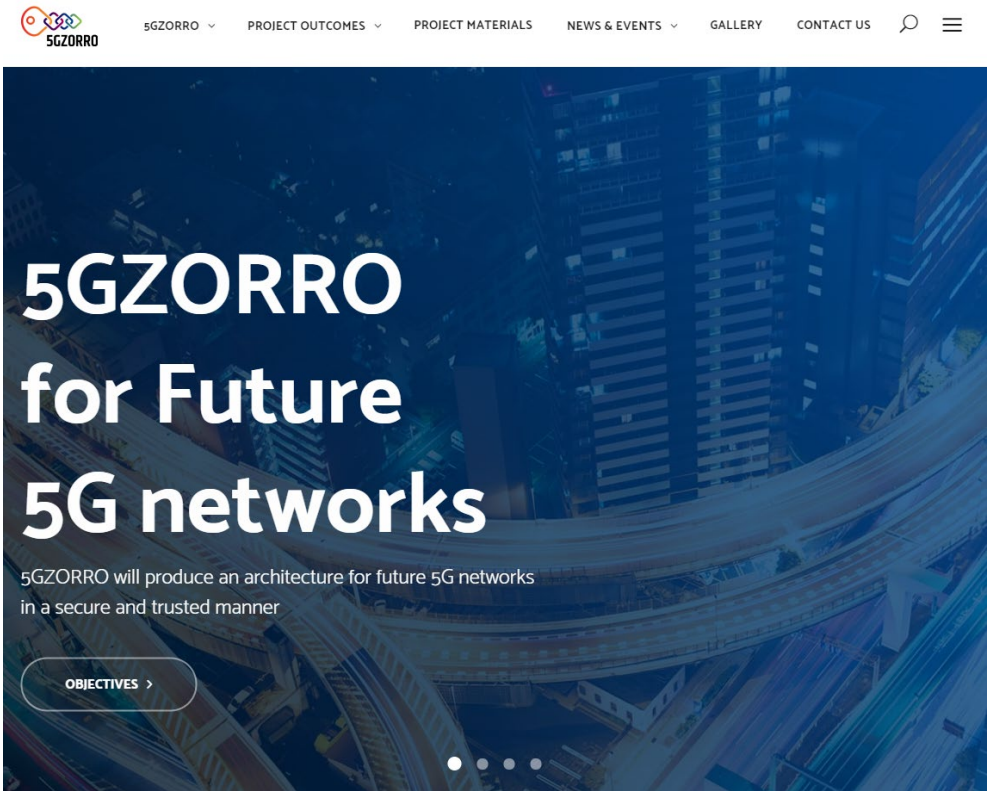 5GZORRO
5GZORRO PROJECT OUTCOMES PROJECT MATERIALS NEWS & EVENTS GALLERY CONTACT US
5GZORRO
for Future
5G networks
5GZORRO will produce an architecture for future 5G networks
in a secure and trusted manner
OBJECTIVES >